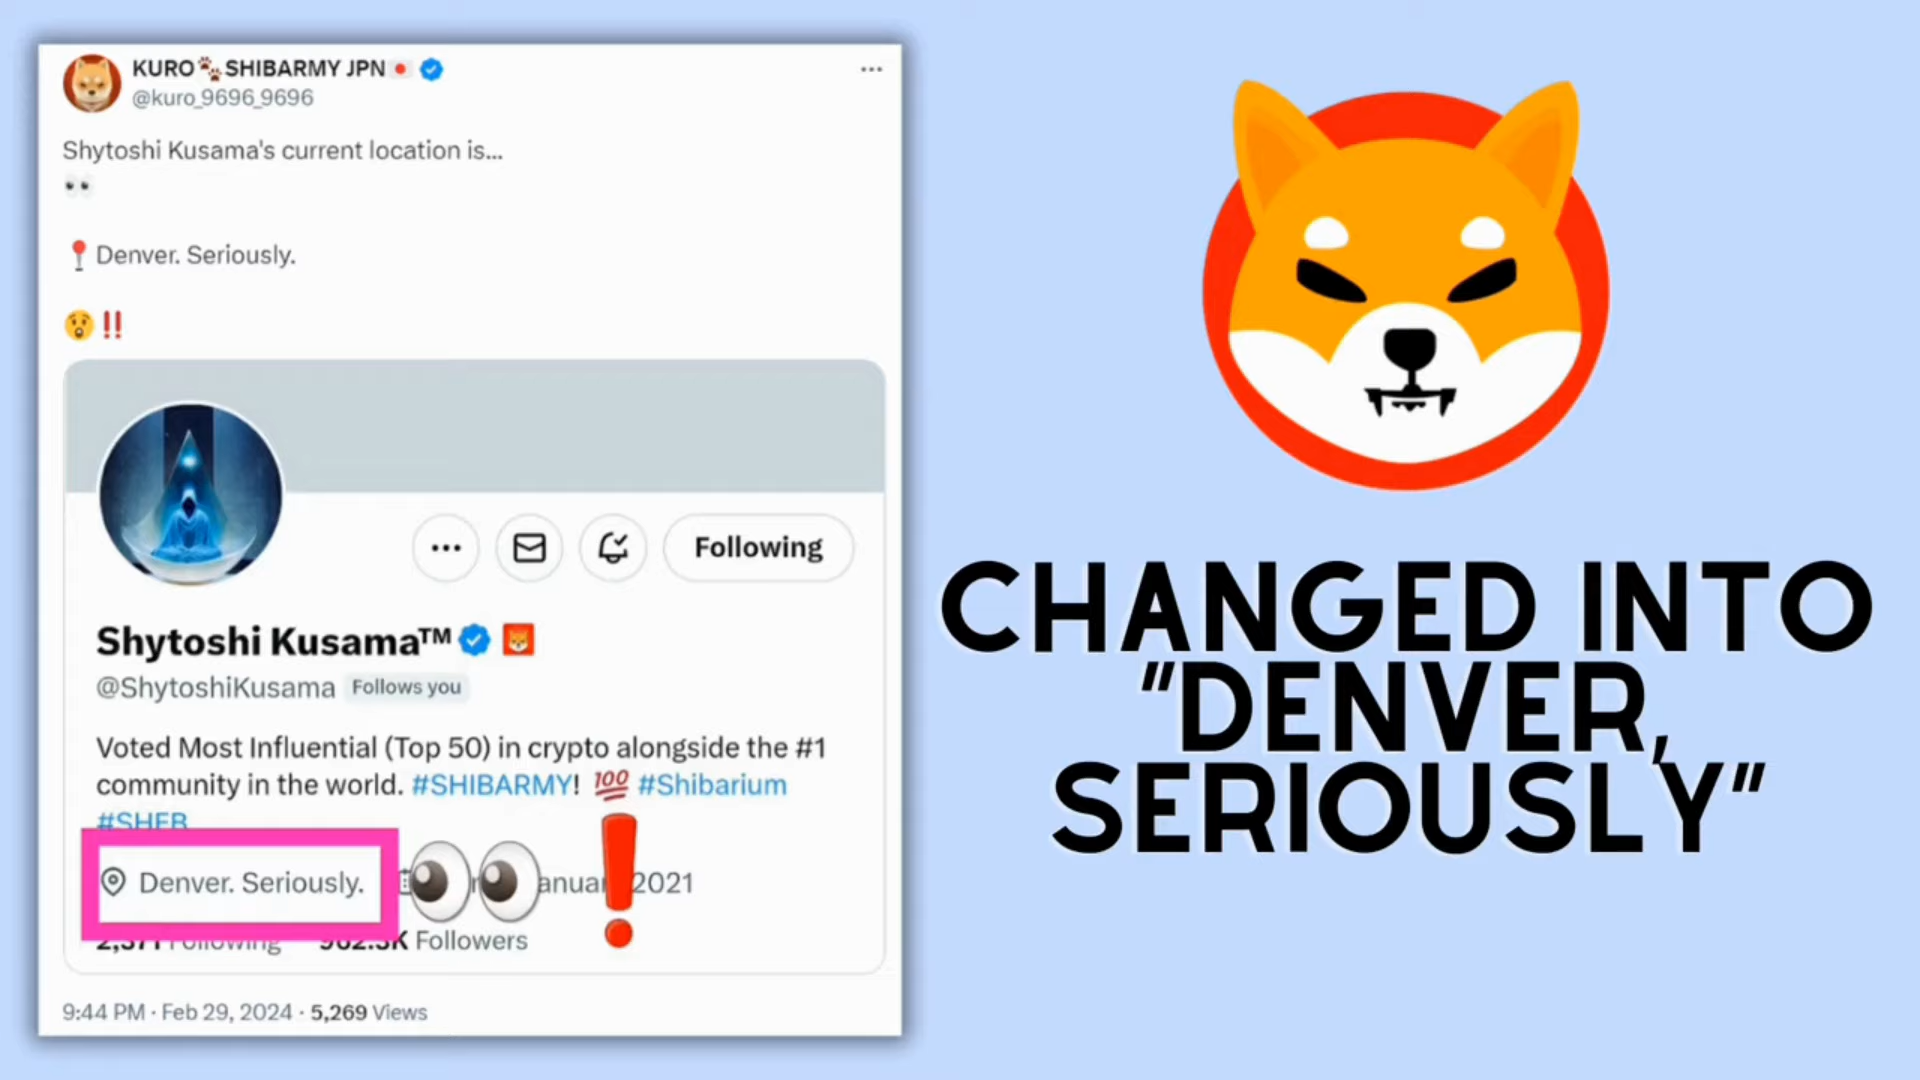 KURO🐾SHIBARMY JPN🇯🇵
@kuro_9696_9696
Shytoshi Kusama's current location is...
👀
📍Denver. Seriously.
😲‼️
Following
Shytoshi Kusama™
@ShytoshiKusama Follows you
Voted Most Influential (Top 50) in crypto alongside the #1
community in the world. #SHIBARMY! 💯 #Shibarium
#SHEB
Denver. Seriously. 2021
Following Followers
9:44 PM · Feb 29, 2024 · 5,269 Views
CHANGED INTO
"DENVER,
SERIOUSLY"